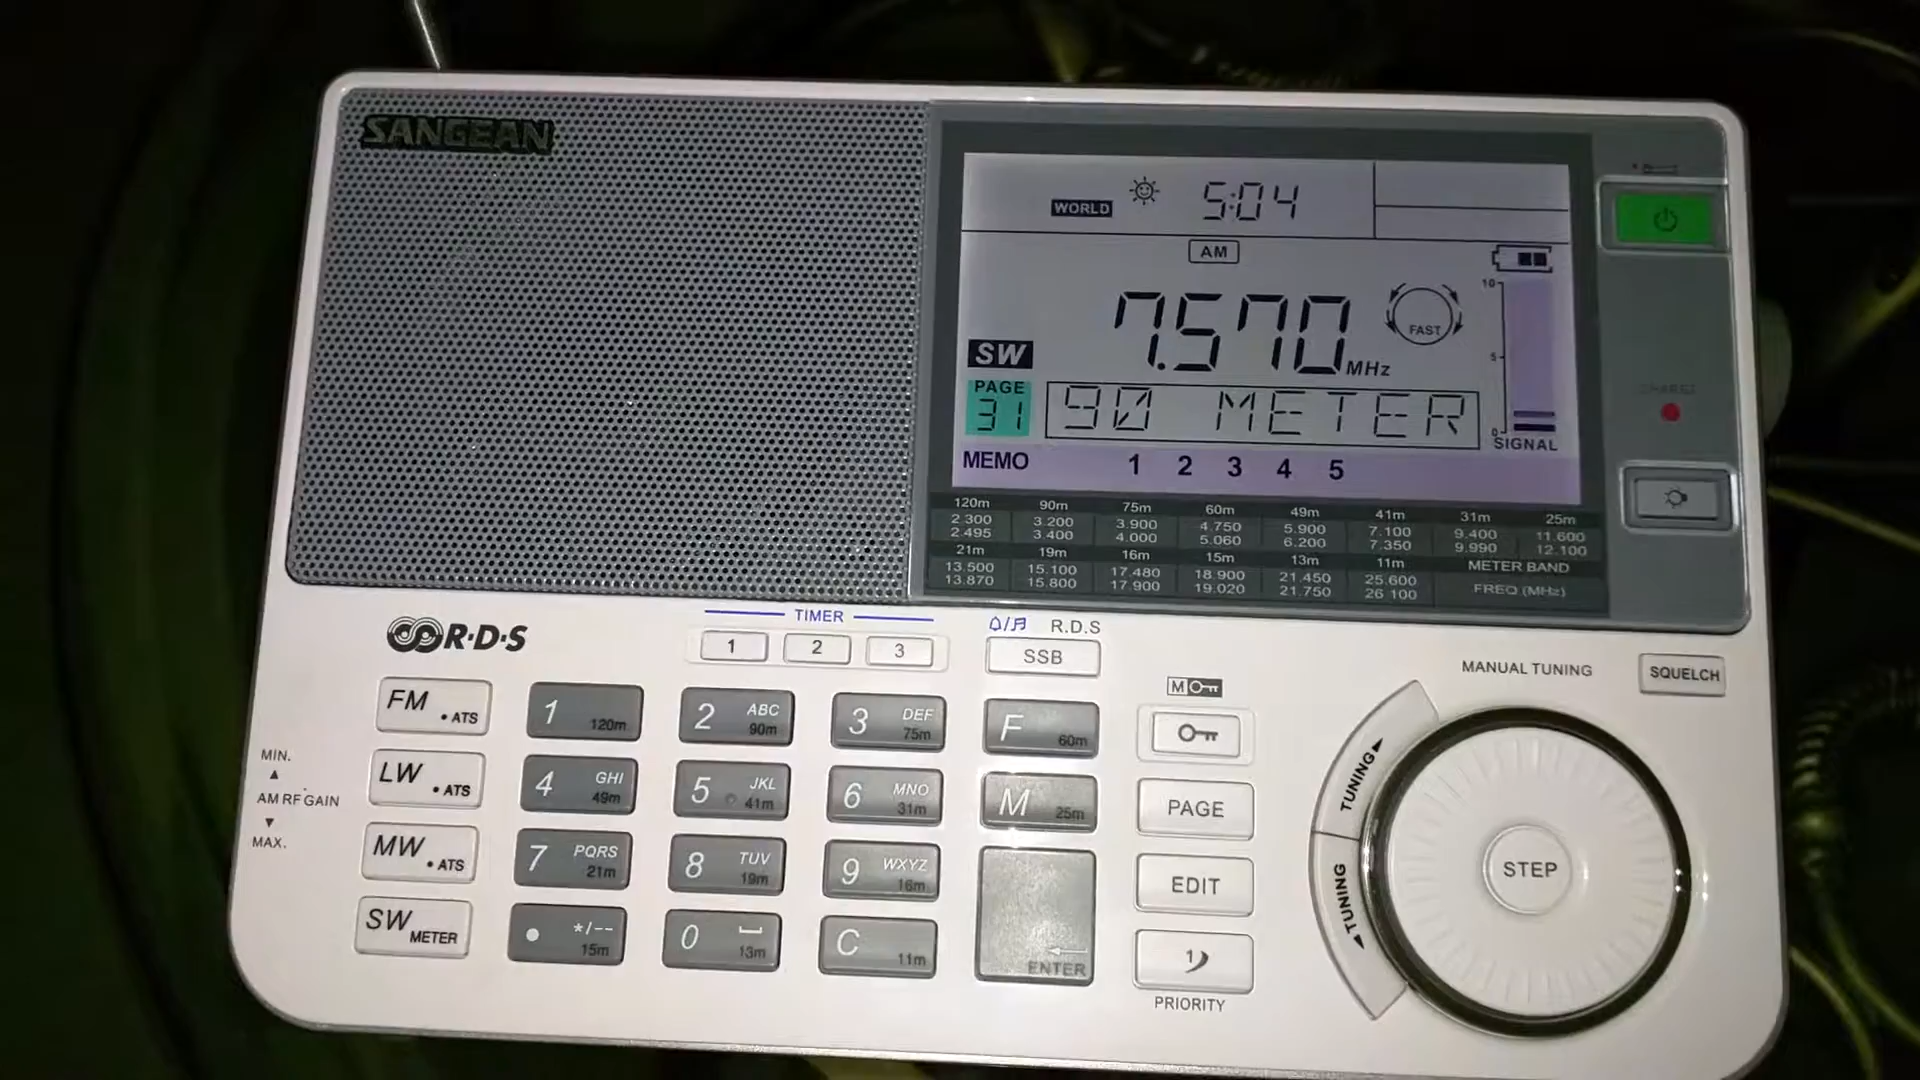 SANGEAN
WORLD 5:04
AM
10
7.570 MHz
FAST
SW
5
PAGE
31
90 METER
0
SIGNAL
MEMO 1 2 3 4 5
120m 90m 75m 60m 49m 41m 31m 25m
2.300 3.200 3.900 4.750 5.900 7.100 9.400 11.600
2.495 3.400 4.000 5.060 6.200 7.350 9.990 12.100
21m 19m 16m 15m 13m 11m METER BAND
13.500 15.100 17.480 18.900 21.450 25.600 FREQ.(MHz)
13.870 15.800 17.900 19.020 21.750 26 100
R·D·S
TIMER
1 2 3
R.D.S
SSB
MANUAL TUNING
SQUELCH
FM •ATS
1 120m
2 ABC 90m
3 DEF 75m
F 60m
M
LW •ATS
4 GHI 49m
5 JKL 41m
6 MNO 31m
M 25m
PAGE
MIN.
AM RF GAIN
MAX.
MW •ATS
7 PQRS 21m
8 TUV 19m
9 WXYZ 16m
ENTER
EDIT
SW METER
• */-- 15m
0 13m
C 11m
1
PRIORITY
TUNING
TUNING
STEP